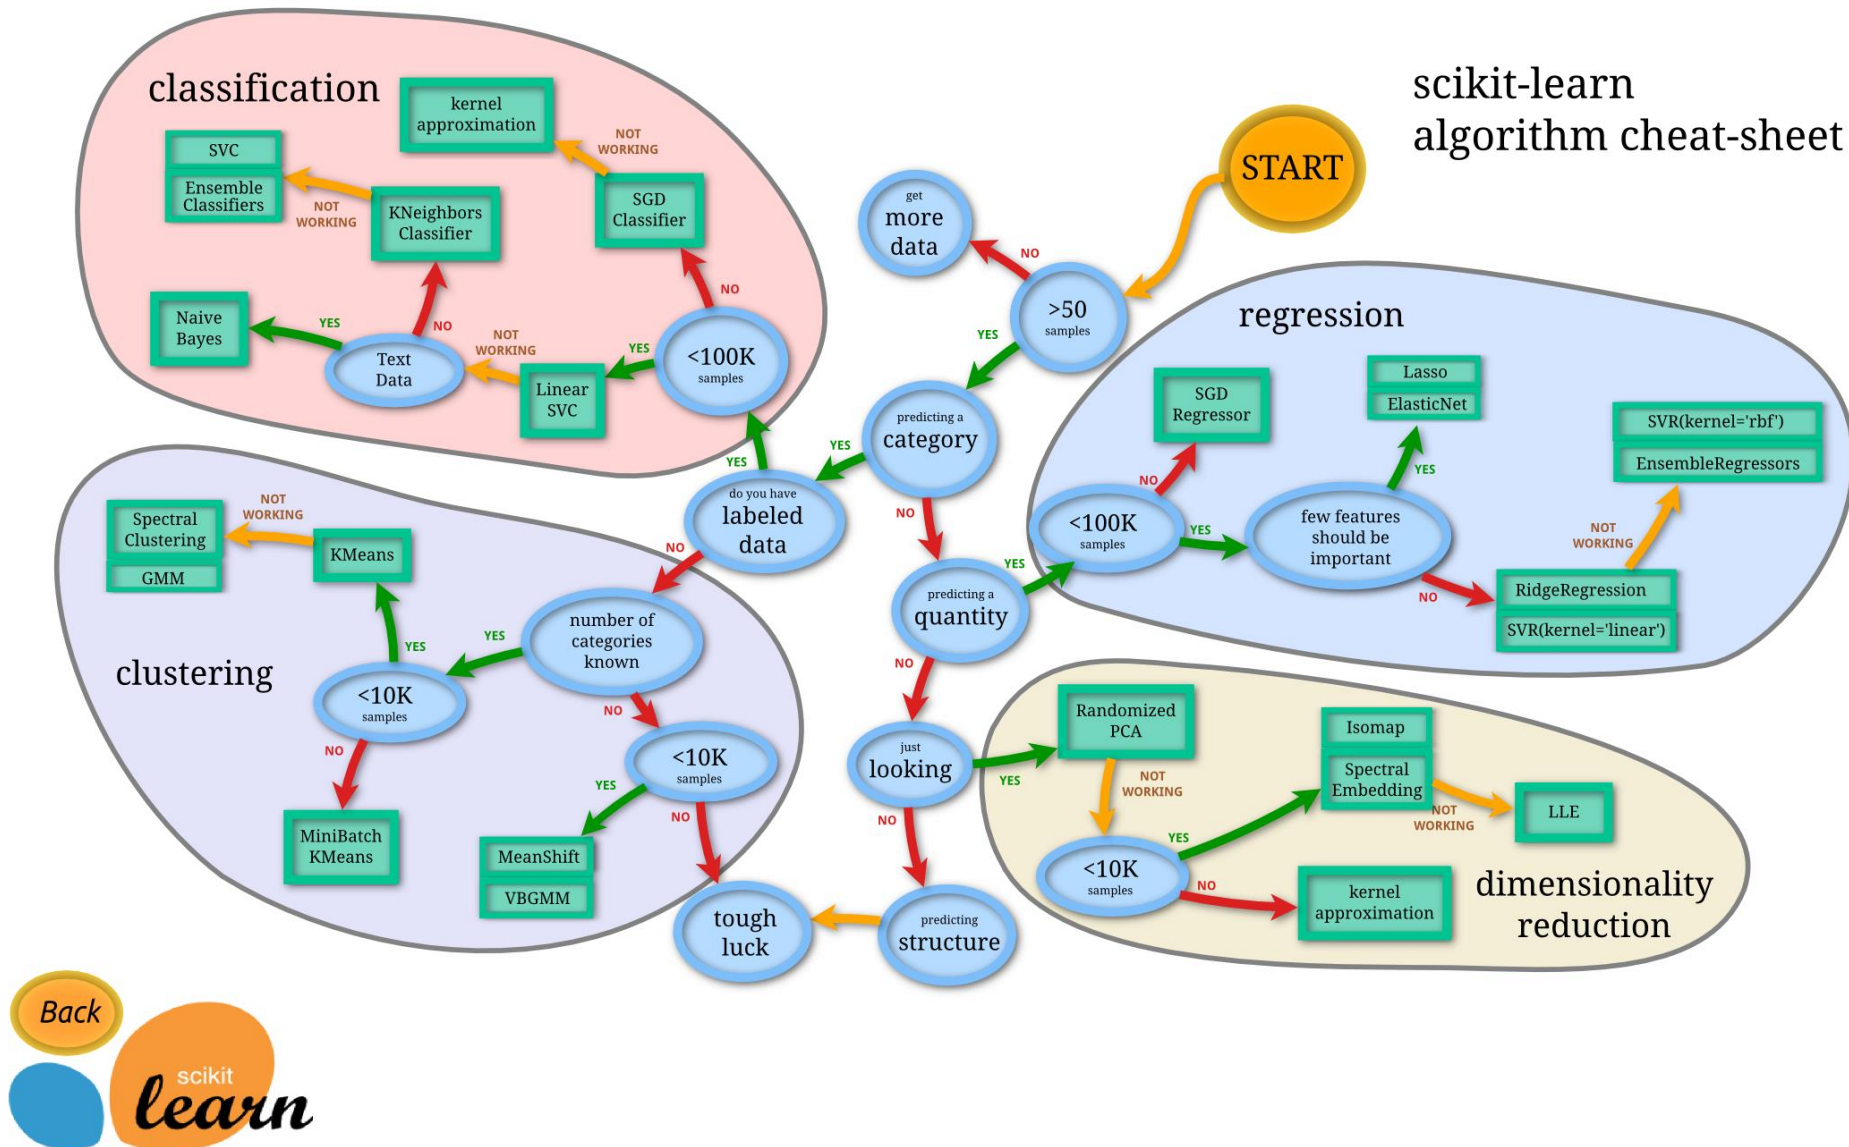 scikit-learn
algorithm cheat-sheet
START
>50
samples
NO
get
more
data
YES
predicting a
category
YES
do you have
labeled
data
YES
NO
NO
predicting a
quantity
YES
NO
just
looking
YES
NO
predicting
structure
tough
luck
classification
<100K
samples
NO
SGD
Classifier
NOT
WORKING
kernel
approximation
YES
Linear
SVC
NOT
WORKING
Text
Data
YES
Naive
Bayes
NO
KNeighbors
Classifier
NOT
WORKING
SVC
Ensemble
Classifiers
clustering
number of
categories
known
YES
<10K
samples
YES
KMeans
NOT
WORKING
Spectral
Clustering
GMM
NO
MiniBatch
KMeans
NO
<10K
samples
YES
MeanShift
VBGMM
NO
regression
<100K
samples
NO
SGD
Regressor
YES
few features
should be
important
YES
Lasso
ElasticNet
NO
RidgeRegression
SVR(kernel='linear')
NOT
WORKING
SVR(kernel='rbf')
EnsembleRegressors
dimensionality
reduction
Randomized
PCA
NOT
WORKING
<10K
samples
YES
Isomap
Spectral
Embedding
NOT
WORKING
LLE
NO
kernel
approximation
Back
scikit
learn